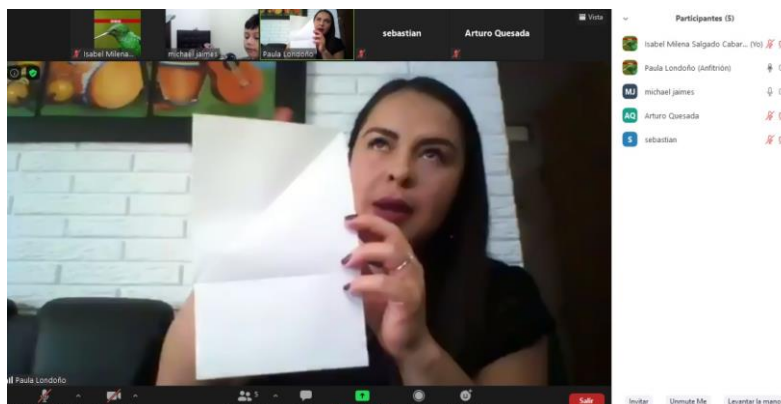 Vista
Isabel Milena...
michael jaimes
Paula Londoño
sebastian
Arturo Quesada
Paula Londoño
5
Salir
Participantes (5)
Isabel Milena Salgado Cabar... (Yo)
Paula Londoño (Anfitrión)
MJ michael jaimes
AQ Arturo Quesada
S sebastian
Invitar
Unmute Me
Levantar la mano